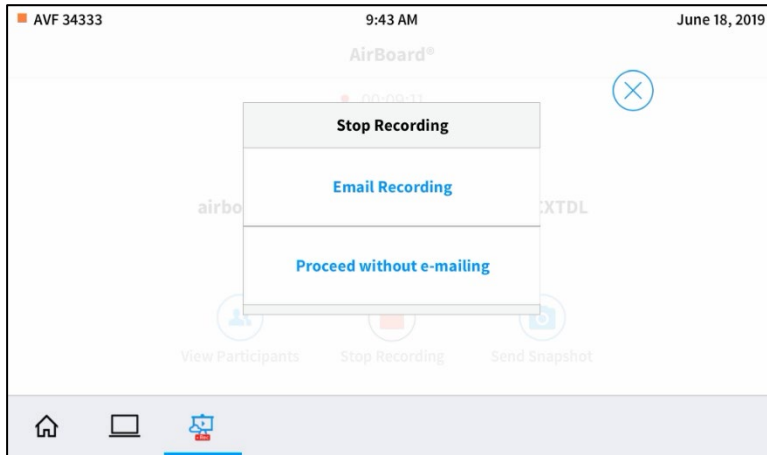 AVF 34333
9:43 AM
June 18, 2019
AirBoard®
00:09:11
Stop Recording
Email Recording
airbo
XTDL
Proceed without e-mailing
View Participants
Stop Recording
Send Snapshot
Rec